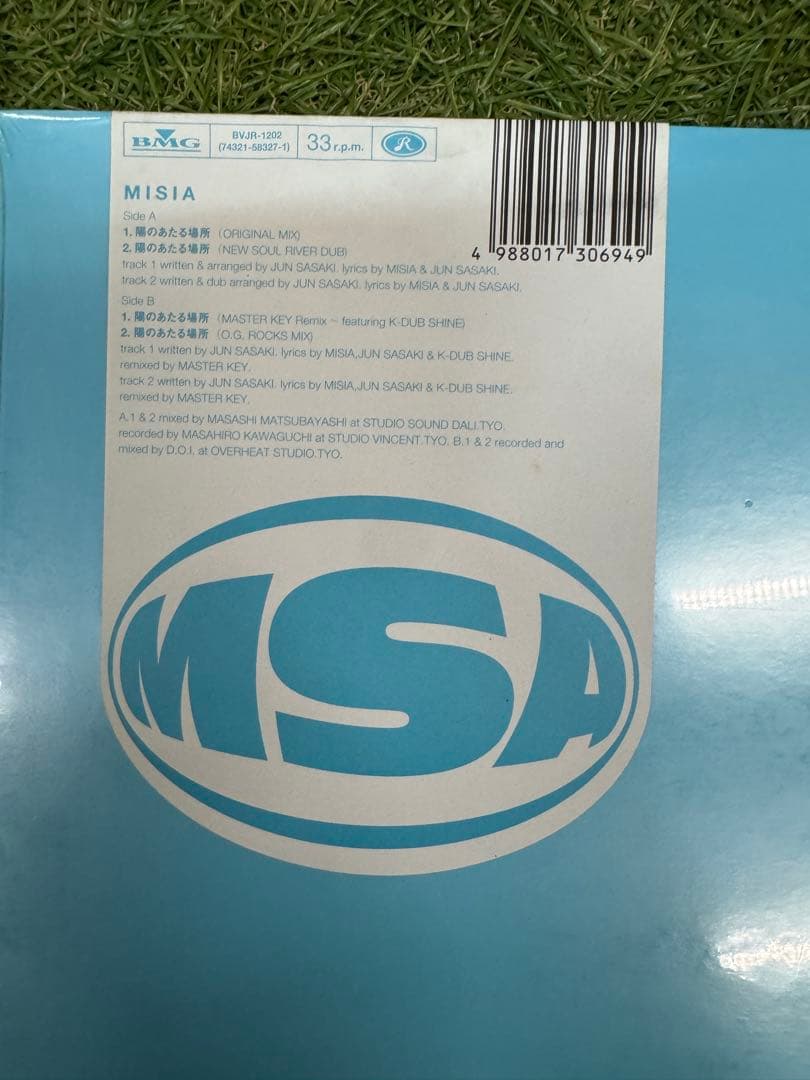 BMG
BVJR-1202
(74321-58327-1)
33 r.p.m.
R
4 988017 306949
MISIA
Side A
1. 陽のあたる場所 (ORIGINAL MIX)
2. 陽のあたる場所 (NEW SOUL RIVER DUB)
track 1 written & arranged by JUN SASAKI. lyrics by MISIA & JUN SASAKI.
track 2 written & dub arranged by JUN SASAKI. lyrics by MISIA & JUN SASAKI.
Side B
1. 陽のあたる場所 (MASTER KEY Remix ~ featuring K-DUB SHINE)
2. 陽のあたる場所 (O.G. ROCKS MIX)
track 1 written by JUN SASAKI. lyrics by MISIA,JUN SASAKI & K-DUB SHINE.
remixed by MASTER KEY.
track 2 written by JUN SASAKI. lyrics by MISIA,JUN SASAKI & K-DUB SHINE.
remixed by MASTER KEY.
A.1 & 2 mixed by MASASHI MATSUBAYASHI at STUDIO SOUND DALI.TYO.
recorded by MASAHIRO KAWAGUCHI at STUDIO VINCENT.TYO. B.1 & 2 recorded and
mixed by D.O.I. at OVERHEAT STUDIO.TYO.
MSA